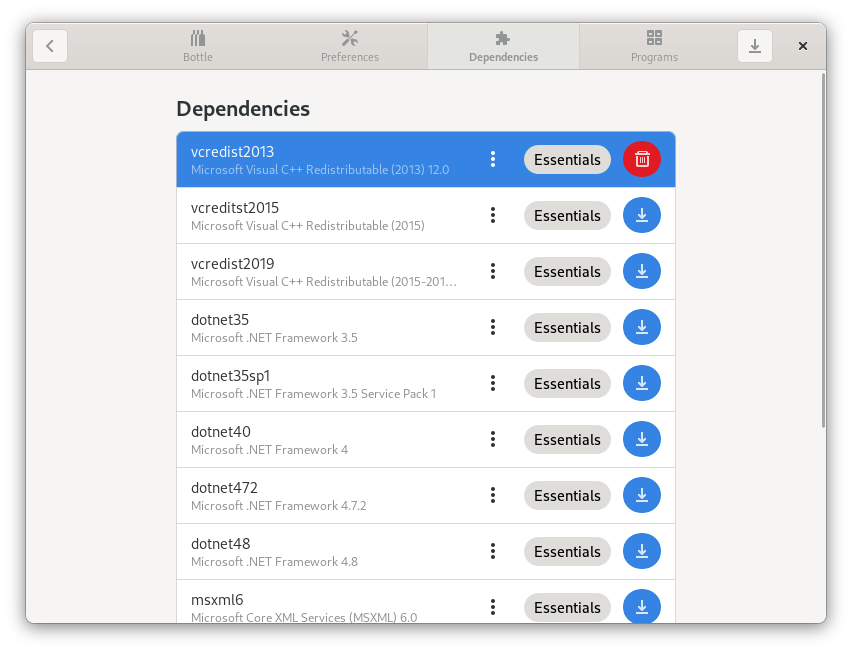 Bottle
Preferences
Dependencies
Programs
Dependencies
vcredist2013
Microsoft Visual C++ Redistributable (2013) 12.0
Essentials
vcreditst2015
Microsoft Visual C++ Redistributable (2015)
Essentials
vcredist2019
Microsoft Visual C++ Redistributable (2015-201…
Essentials
dotnet35
Microsoft .NET Framework 3.5
Essentials
dotnet35sp1
Microsoft .NET Framework 3.5 Service Pack 1
Essentials
dotnet40
Microsoft .NET Framework 4
Essentials
dotnet472
Microsoft .NET Framework 4.7.2
Essentials
dotnet48
Microsoft .NET Framework 4.8
Essentials
msxml6
Microsoft Core XML Services (MSXML) 6.0
Essentials